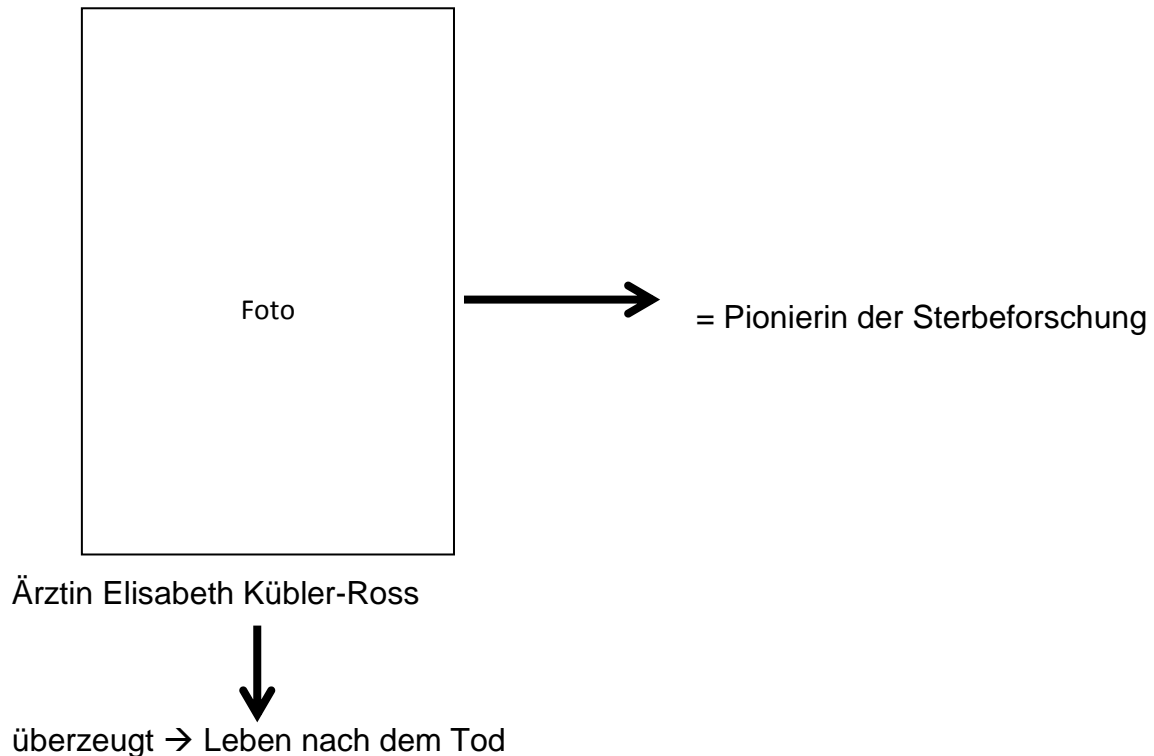 Foto
= Pionierin der Sterbeforschung
Ärztin Elisabeth Kübler-Ross
überzeugt → Leben nach dem Tod